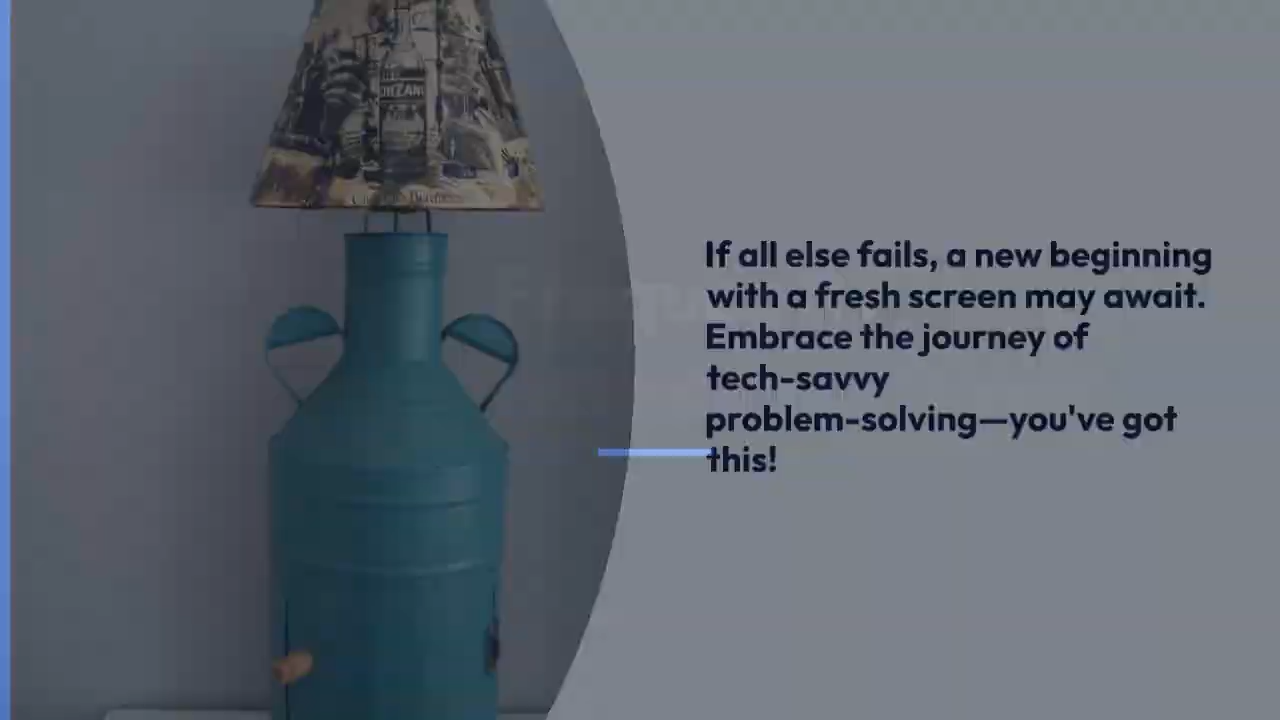 If all else fails, a new beginning
with a fresh screen may await.
Embrace the journey of
tech-savvy
problem-solving—you've got
this!